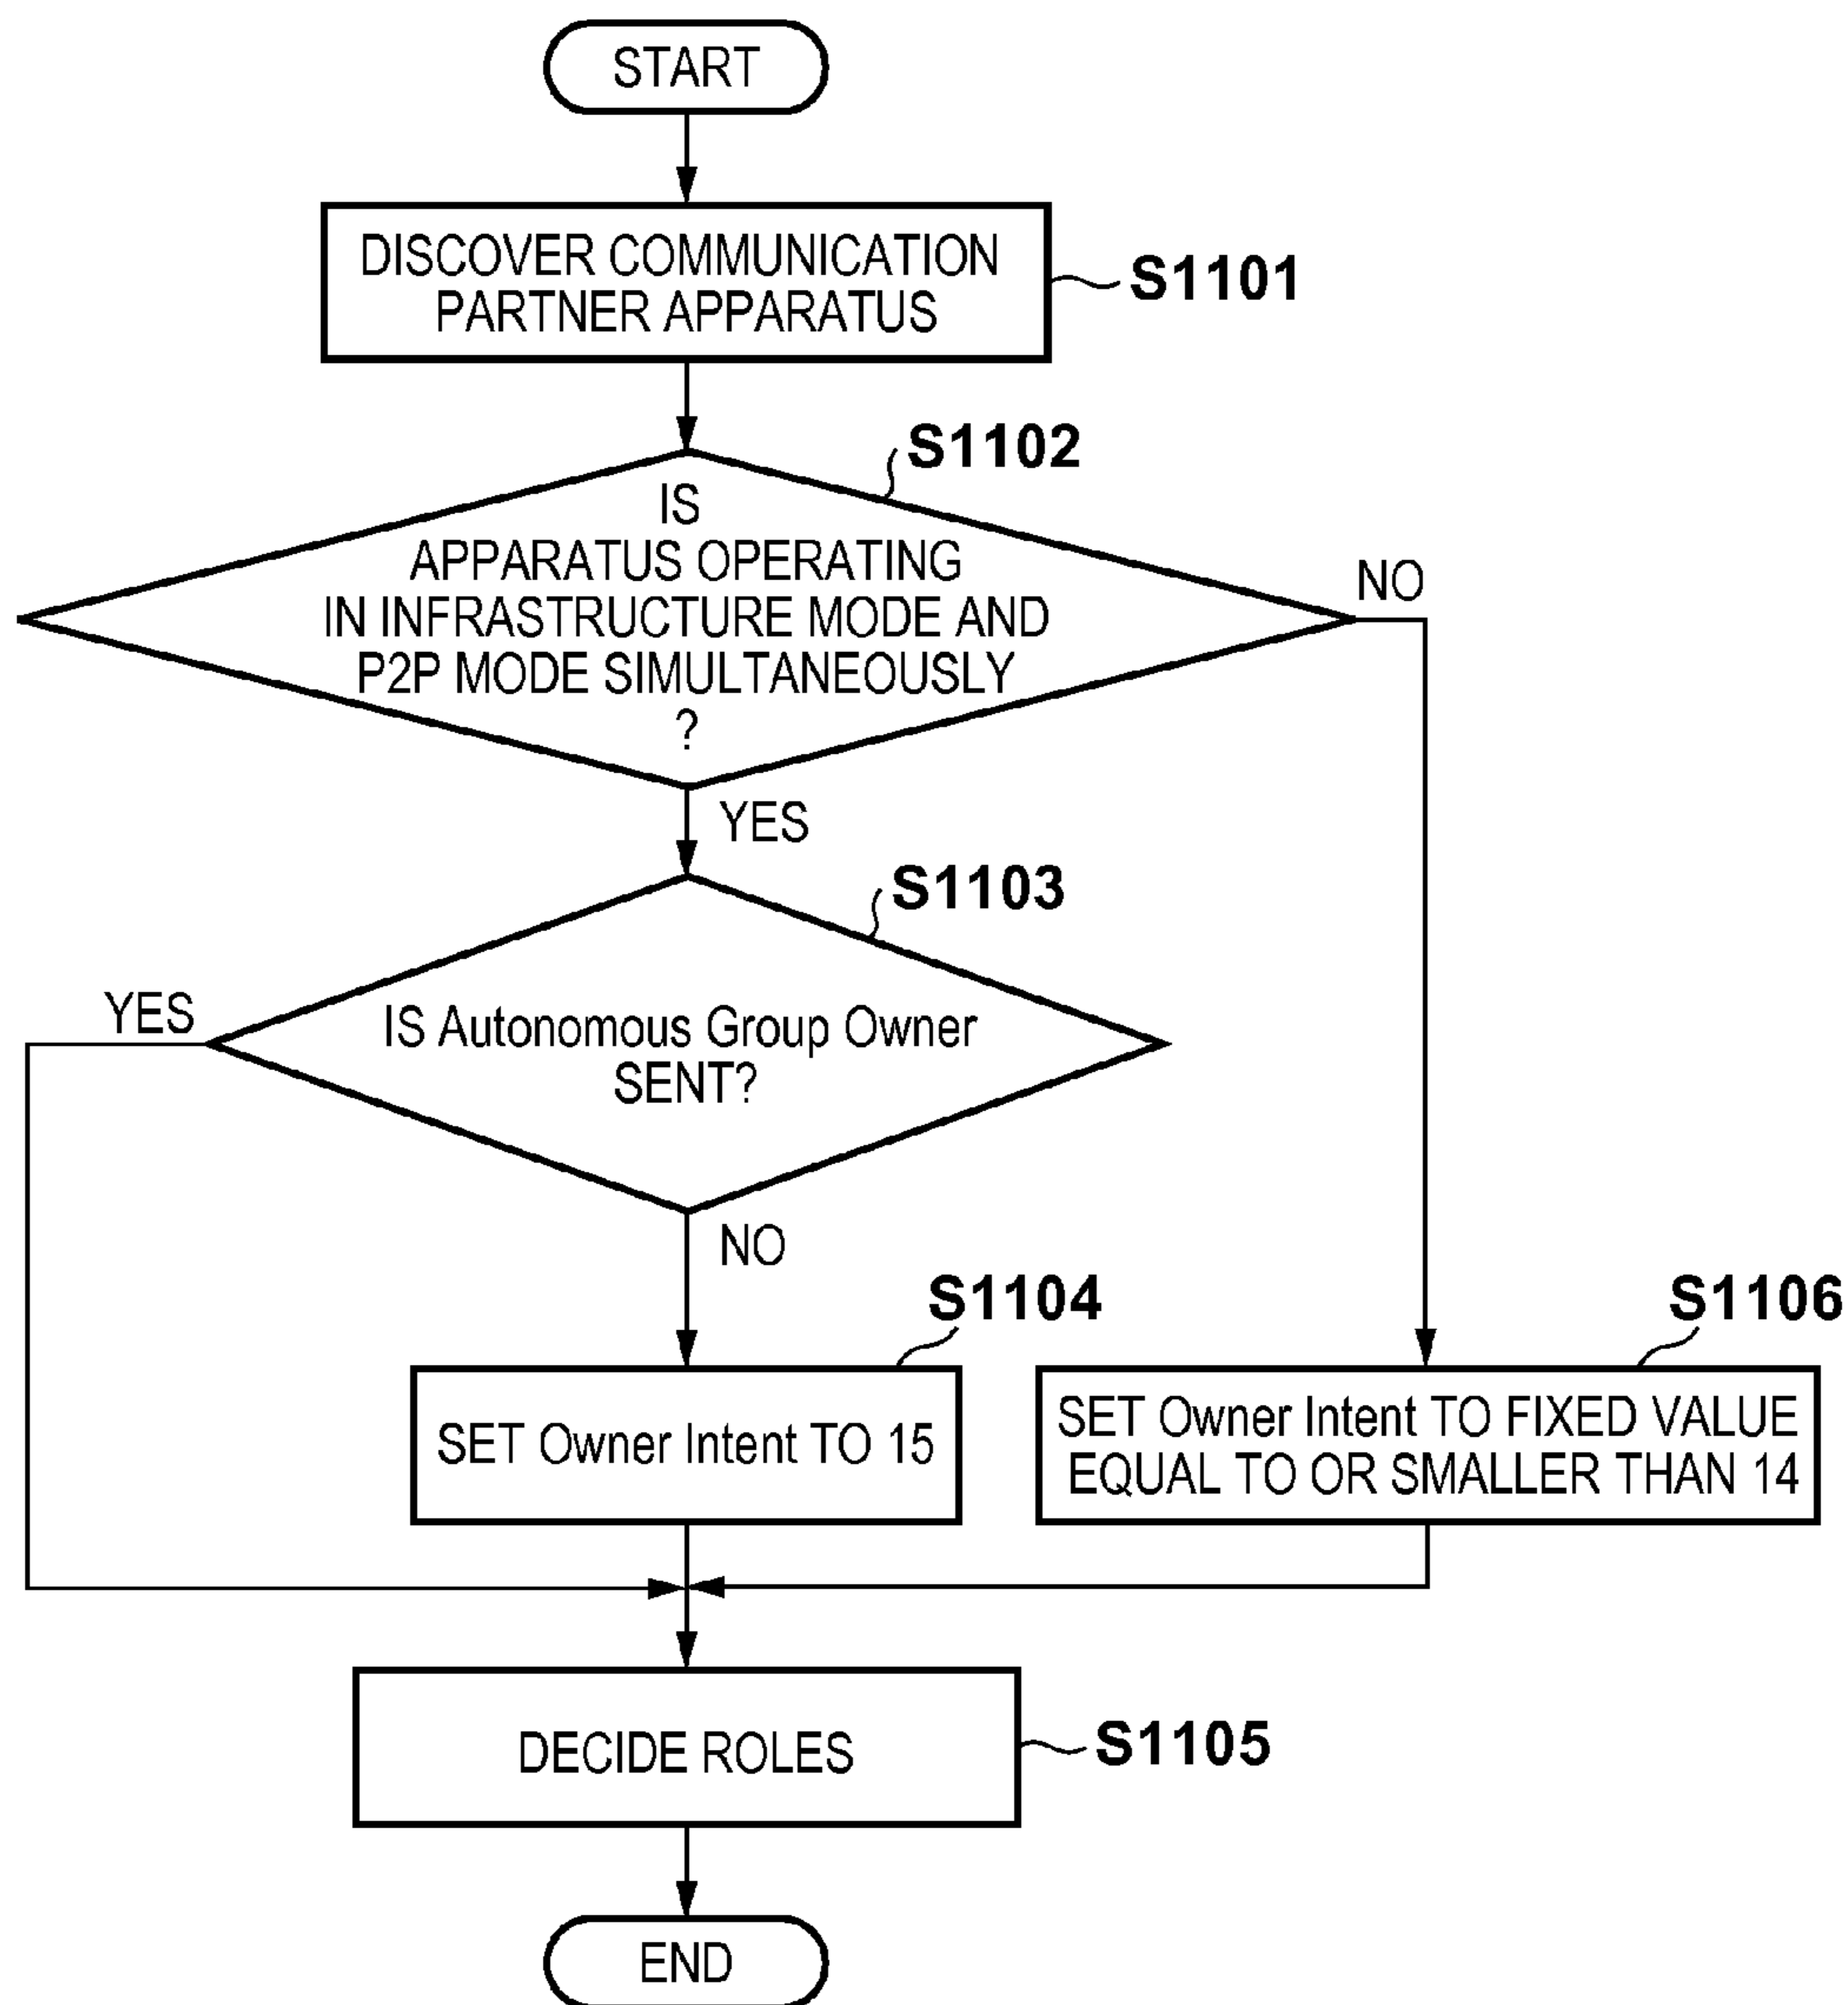 START
DISCOVER COMMUNICATION
PARTNER APPARATUS
S1101
S1102
IS
APPARATUS OPERATING
IN INFRASTRUCTURE MODE AND
P2P MODE SIMULTANEOUSLY
?
NO
YES
S1103
YES
IS Autonomous Group Owner
SENT?
NO
S1104
SET Owner Intent TO 15
S1106
SET Owner Intent TO FIXED VALUE
EQUAL TO OR SMALLER THAN 14
DECIDE ROLES
S1105
END